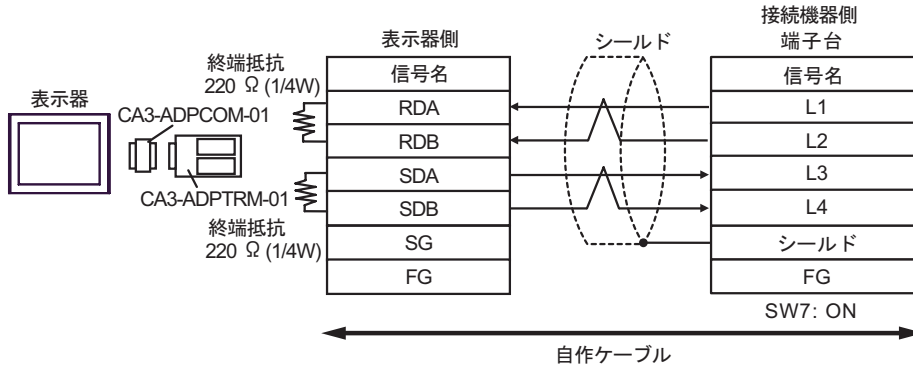 接続機器側
表示器側
シールド
端子台
終端抵抗
220 Ω (1/4W)
信号名
信号名
表示器
CA3-ADPCOM-01
RDA
L1
RDB
L2
SDA
L3
CA3-ADPTRM-01
SDB
L4
終端抵抗
220 Ω (1/4W)
SG
シールド
FG
FG
SW7: ON
自作ケーブル